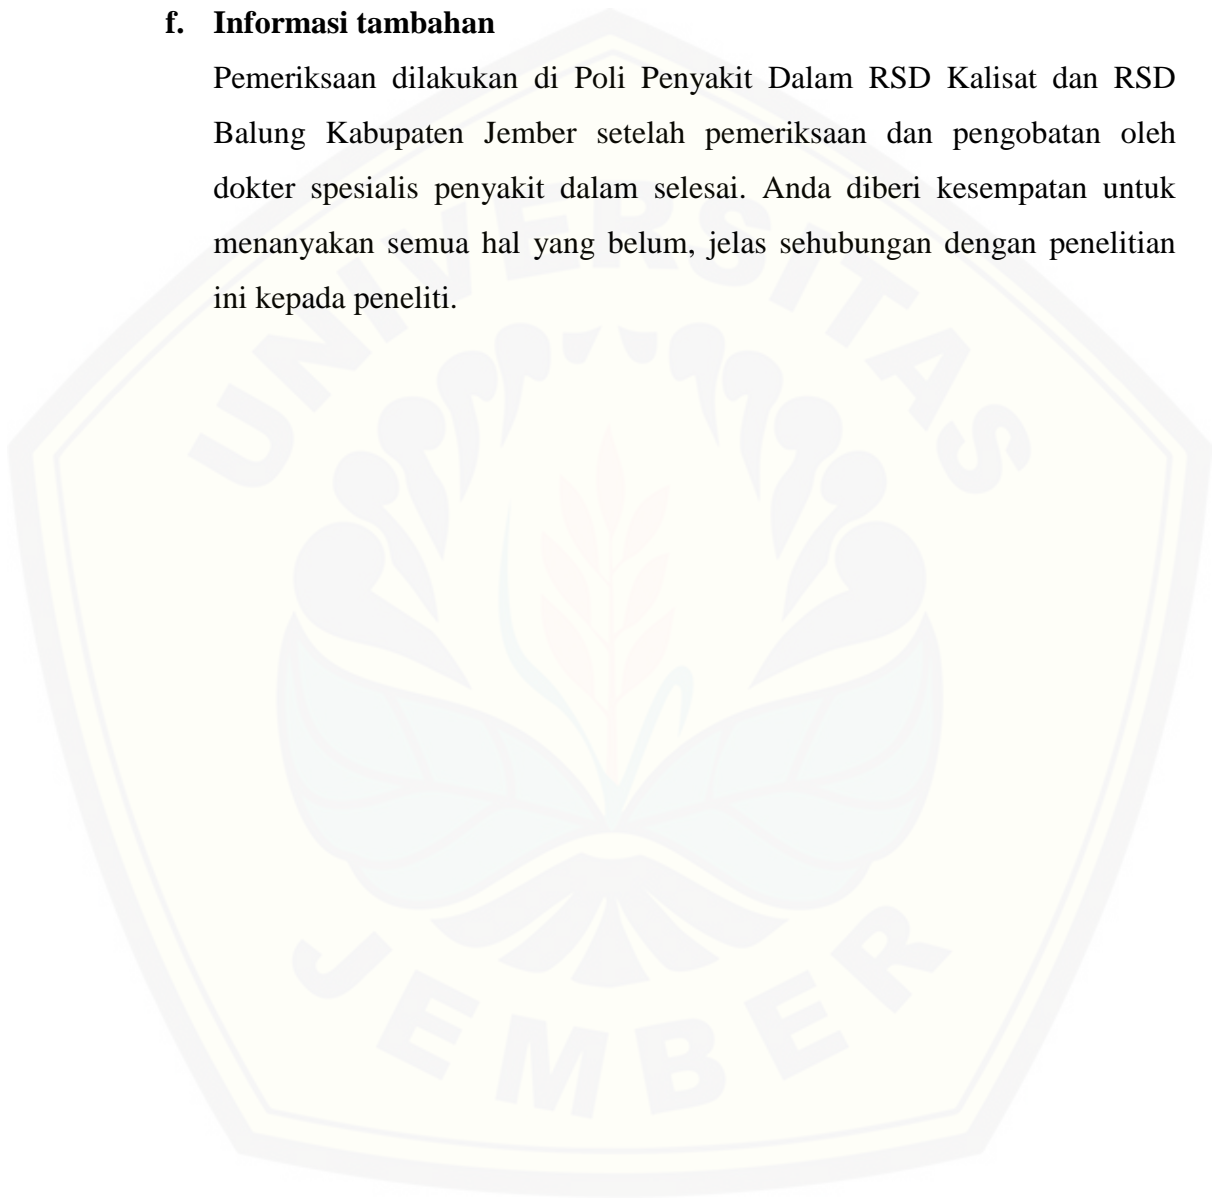 f. Informasi tambahan
Pemeriksaan dilakukan di Poli Penyakit Dalam RSD Kalisat dan RSD
Balung Kabupaten Jember setelah pemeriksaan dan pengobatan oleh
dokter spesialis penyakit dalam selesai. Anda diberi kesempatan untuk
menanyakan semua hal yang belum, jelas sehubungan dengan penelitian
ini kepada peneliti.
UNIVERSITAS
JEMBER